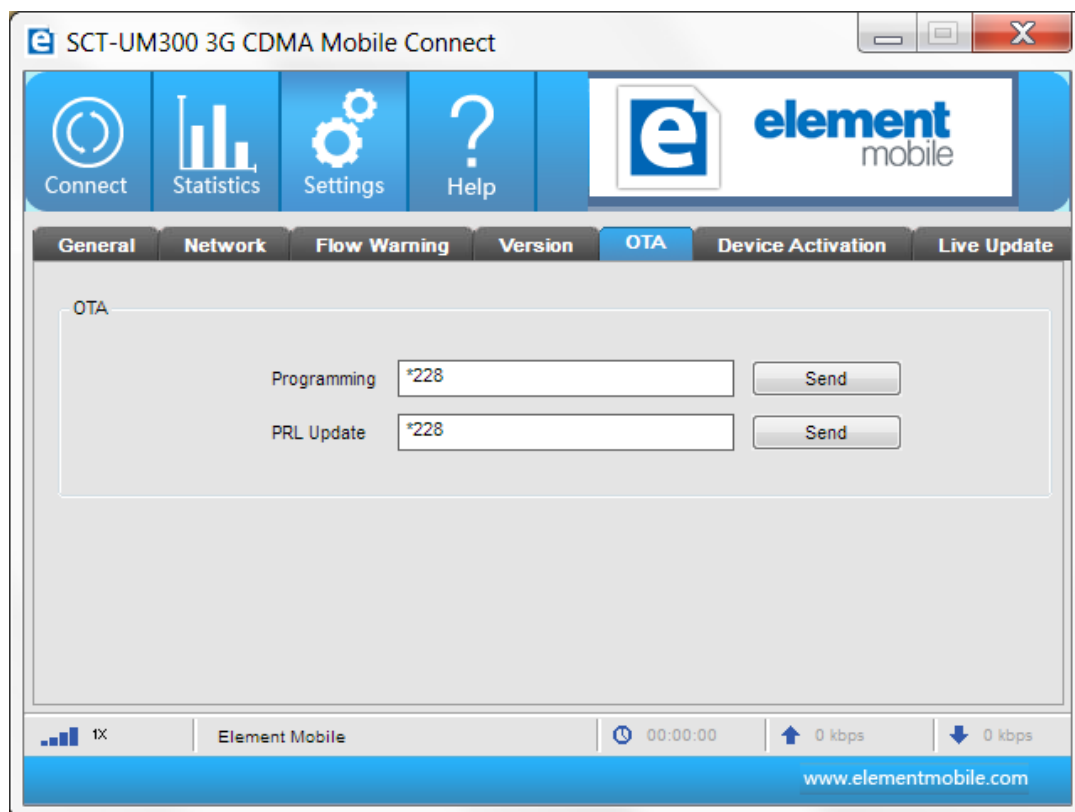 SCT-UM300 3G CDMA Mobile Connect
Connect
Statistics
Settings
Help
e element mobile
General Network Flow Warning Version OTA Device Activation Live Update
OTA
Programming *228 Send
PRL Update *228 Send
1X Element Mobile 00:00:00 0 kbps 0 kbps
www.elementmobile.com